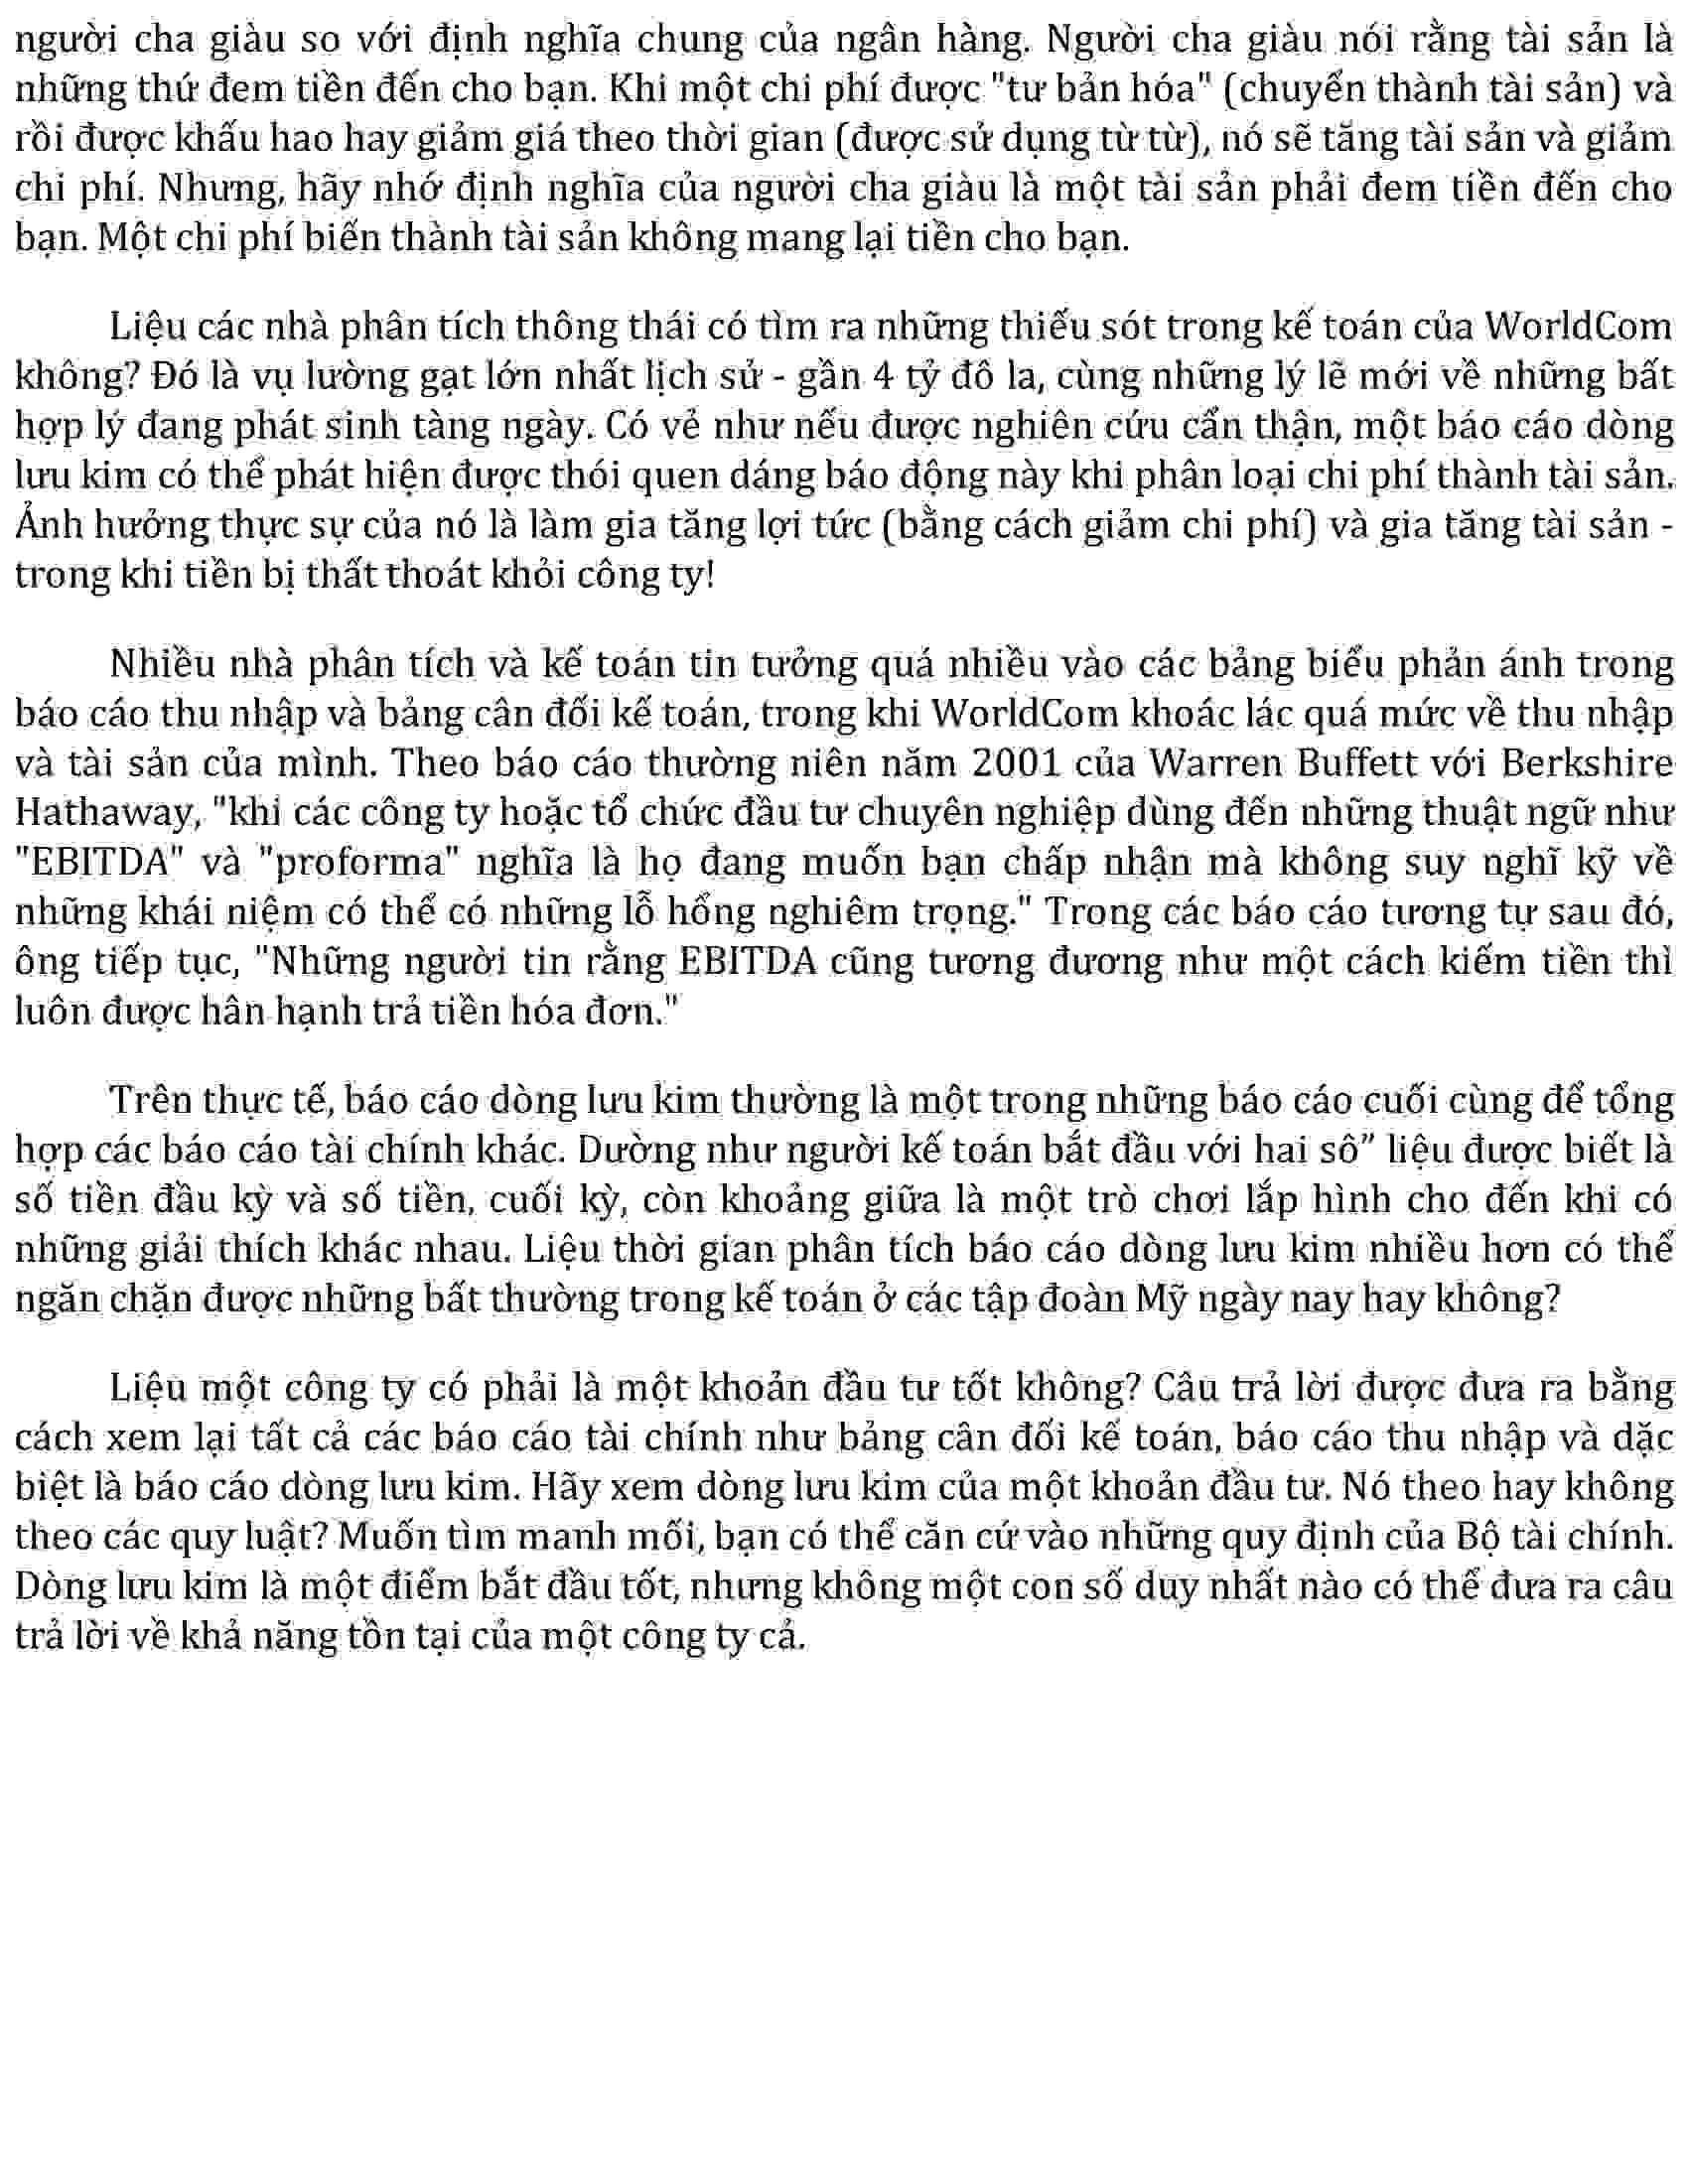 người cha giàu so với định nghĩa chung của ngân hàng. Người cha giàu nói rằng tài sản là
những thứ đem tiền đến cho bạn. Khi một chi phí được "tư bản hóa" (chuyển thành tài sản) và
rồi được khấu hao hay giảm giá theo thời gian (được sử dụng từ từ), nó sẽ tăng tài sản và giảm
chi phí. Nhưng, hãy nhớ định nghĩa của người cha giàu là một tài sản phải đem tiền đến cho
bạn. Một chi phí biến thành tài sản không mang lại tiền cho bạn.
Liệu các nhà phân tích thông thái có tìm ra những thiếu sót trong kế toán của WorldCom
không? Đó là vụ lường gạt lớn nhất lịch sử - gần 4 tỷ đô la, cùng những lý lẽ mới về những bất
hợp lý đang phát sinh tàng ngày. Có vẻ như nếu được nghiên cứu cẩn thận, một báo cáo dòng
lưu kim có thể phát hiện được thói quen dáng báo động này khi phân loại chi phí thành tài sản.
Ảnh hưởng thực sự của nó là làm gia tăng lợi tức (bằng cách giảm chi phí) và gia tăng tài sản -
trong khi tiền bị thất thoát khỏi công ty!
Nhiều nhà phân tích và kế toán tin tưởng quá nhiều vào các bảng biểu phản ánh trong
báo cáo thu nhập và bảng cân đối kế toán, trong khi WorldCom khoác lác quá mức về thu nhập
và tài sản của mình. Theo báo cáo thường niên năm 2001 của Warren Buffett với Berkshire
Hathaway, "khi các công ty hoặc tổ chức đầu tư chuyên nghiệp dùng đến những thuật ngữ như
"EBITDA" và "proforma" nghĩa là họ đang muốn bạn chấp nhận mà không suy nghĩ kỹ về
những khái niệm có thể có những lỗ hổng nghiêm trọng." Trong các báo cáo tương tự sau đó,
ông tiếp tục, "Những người tin rằng EBITDA cũng tương đương như một cách kiếm tiền thì
luôn được hân hạnh trả tiền hóa đơn."
Trên thực tế, báo cáo dòng lưu kim thường là một trong những báo cáo cuối cùng để tổng
hợp các báo cáo tài chính khác. Dường như người kế toán bắt đầu với hai sô” liệu được biết là
số tiền đầu kỳ và số tiền, cuối kỳ, còn khoảng giữa là một trò chơi lắp hình cho đến khi có
những giải thích khác nhau. Liệu thời gian phân tích báo cáo dòng lưu kim nhiều hơn có thể
ngăn chặn được những bất thường trong kế toán ở các tập đoàn Mỹ ngày nay hay không?
Liệu một công ty có phải là một khoản đầu tư tốt không? Câu trả lời được đưa ra bằng
cách xem lại tất cả các báo cáo tài chính như bảng cân đối kế toán, báo cáo thu nhập và dặc
biệt là báo cáo dòng lưu kim. Hãy xem dòng lưu kim của một khoản đầu tư. Nó theo hay không
theo các quy luật? Muốn tìm manh mối, bạn có thể căn cứ vào những quy định của Bộ tài chính.
Dòng lưu kim là một điểm bắt đầu tốt, nhưng không một con số duy nhất nào có thể đưa ra câu
trả lời về khả năng tồn tại của một công ty cả.